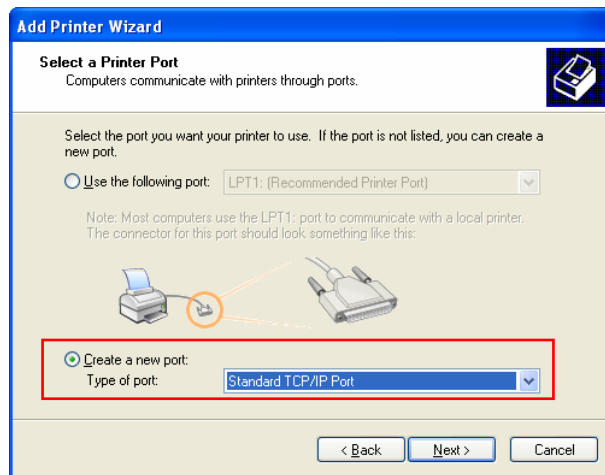 Add Printer Wizard
Select a Printer Port
Computers communicate with printers through ports.
Select the port you want your printer to use. If the port is not listed, you can create a
new port.
Use the following port: LPT1: (Recommended Printer Port)
Note: Most computers use the LPT1: port to communicate with a local printer.
The connector for this port should look something like this:
Create a new port:
Type of port: Standard TCP/IP Port
< Back Next > Cancel